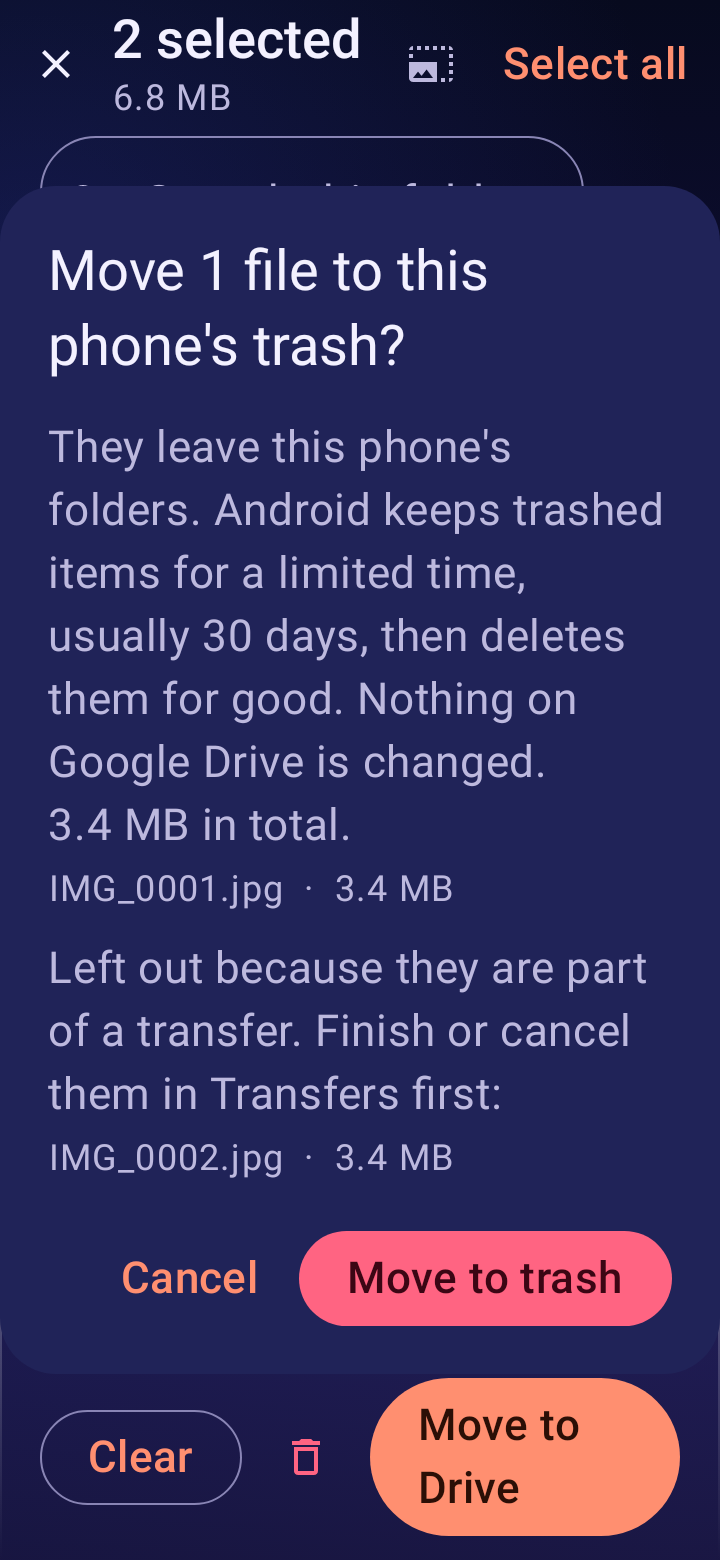 2 selected
6.8 MB
Select all
Move 1 file to this
phone's trash?
They leave this phone's
folders. Android keeps trashed
items for a limited time,
usually 30 days, then deletes
them for good. Nothing on
Google Drive is changed.
3.4 MB in total.
IMG_0001.jpg · 3.4 MB
Left out because they are part
of a transfer. Finish or cancel
them in Transfers first:
IMG_0002.jpg · 3.4 MB
Cancel
Move to trash
Clear
Move to
Drive